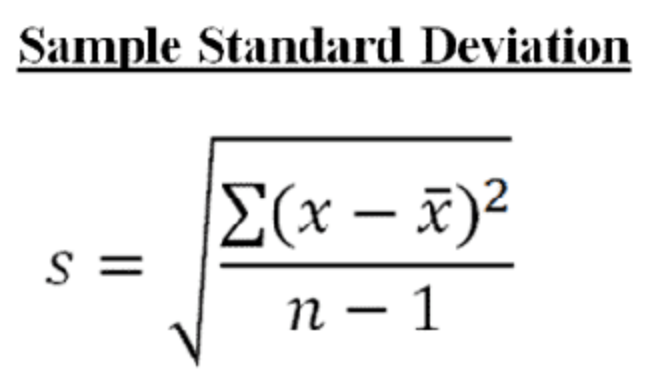 Sample Standard Deviation
s = √(∑(x − x̄)² / (n − 1))